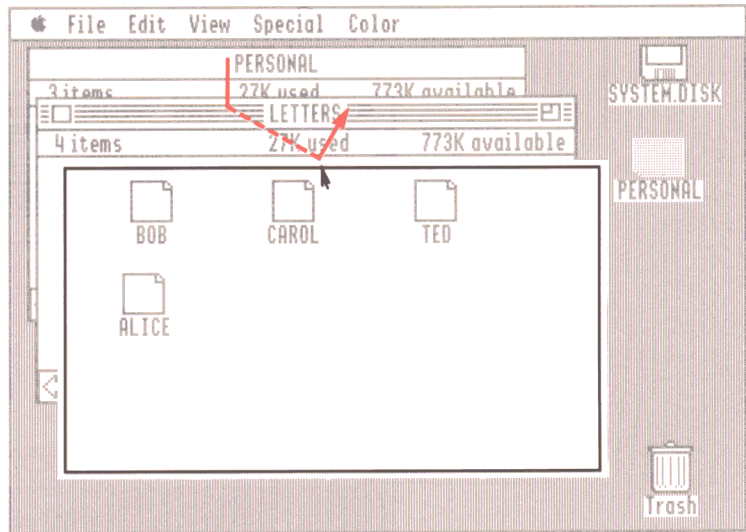 File Edit View Special Color
PERSONAL
3 items 27K used 773K available
LETTERS
4 items 27K used 773K available
BOB CAROL TED
ALICE
SYSTEM.DISK
PERSONAL
Trash